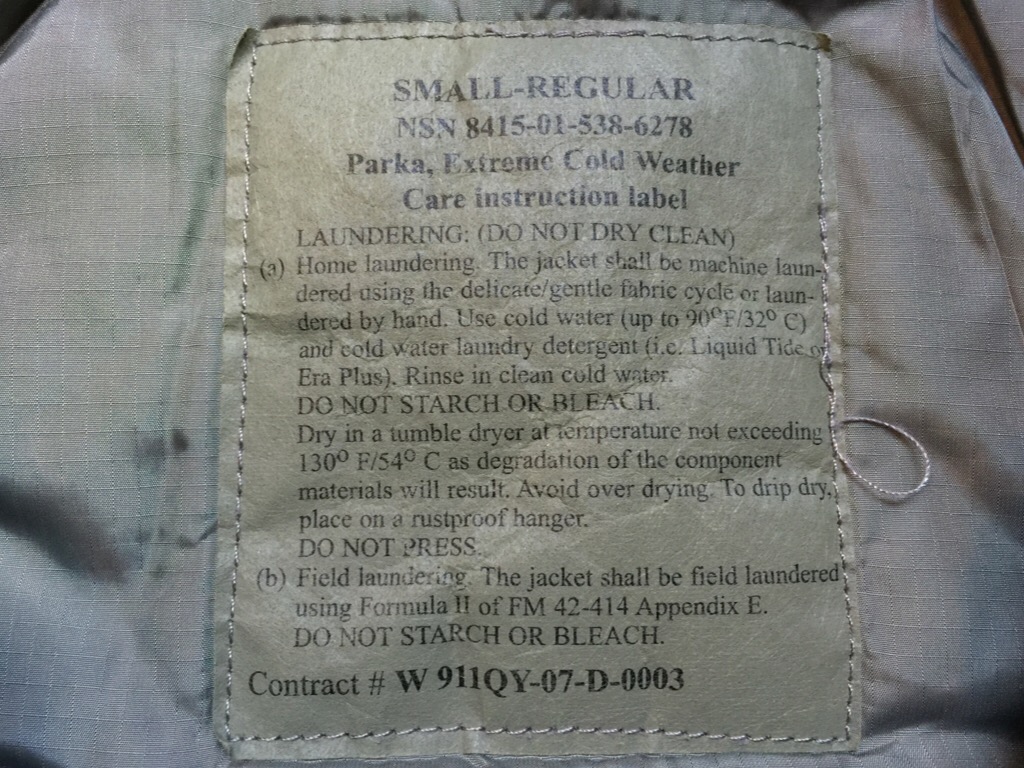 SMALL-REGULAR
NSN 8415-01-538-6278
Parka, Extreme Cold Weather
Care instruction label
LAUNDERING: (DO NOT DRY CLEAN)
(a) Home laundering. The jacket shall be machine laun-
dered using the delicate/gentle fabric cycle or laun-
dered by hand. Use cold water (up to 90º F/32º C)
and cold water laundry detergent (i.e. Liquid Tide or
Era Plus). Rinse in clean cold water.
DO NOT STARCH OR BLEACH.
Dry in a tumble dryer at temperature not exceeding
130º F/54º C as degradation of the component
materials will result. Avoid over drying. To drip dry,
place on a rustproof hanger.
DO NOT PRESS.
(b) Field laundering. The jacket shall be field laundered
using Formula II of FM 42-414 Appendix E.
DO NOT STARCH OR BLEACH.
Contract # W 911QY-07-D-0003